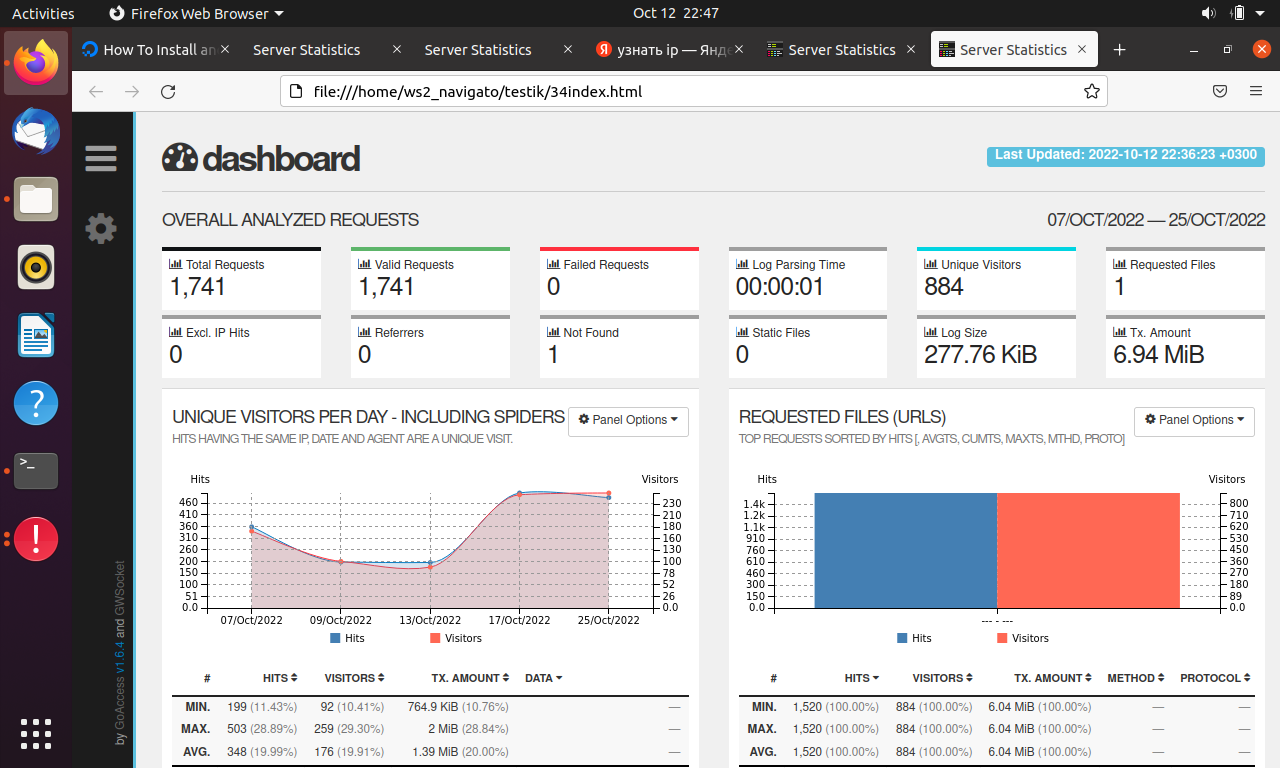 Activities
Firefox Web Browser
Oct 12 22:47
How To Install an
Server Statistics
Server Statistics
узнать ip — Янде
Server Statistics
Server Statistics
file:///home/ws2_navigato/testik/34index.html
dashboard
Last Updated: 2022-10-12 22:36:23 +0300
OVERALL ANALYZED REQUESTS
07/OCT/2022 — 25/OCT/2022
Total Requests
1,741
Valid Requests
1,741
Failed Requests
0
Log Parsing Time
00:00:01
Unique Visitors
884
Requested Files
1
Excl. IP Hits
0
Referrers
0
Not Found
1
Static Files
0
Log Size
277.76 KiB
Tx. Amount
6.94 MiB
UNIQUE VISITORS PER DAY - INCLUDING SPIDERS
Panel Options
HITS HAVING THE SAME IP, DATE AND AGENT ARE A UNIQUE VISIT.
Hits
Visitors
460
410
360
310
260
200
150
100
51
0.0
230
210
180
160
130
100
78
52
26
0.0
07/Oct/2022
09/Oct/2022
13/Oct/2022
17/Oct/2022
25/Oct/2022
Hits
Visitors
# HITS VISITORS TX. AMOUNT DATA
MIN. 199 (11.43%) 92 (10.41%) 764.9 KiB (10.76%) —
MAX. 503 (28.89%) 259 (29.30%) 2 MiB (28.84%) —
AVG. 348 (19.99%) 176 (19.91%) 1.39 MiB (20.00%) —
REQUESTED FILES (URLS)
Panel Options
TOP REQUESTS SORTED BY HITS [, AVGTS, CUMTS, MAXTS, MTHD, PROTO]
Hits
Visitors
1.4k
1.2k
1.1k
910
760
610
460
300
150
0.0
800
710
620
530
450
360
270
180
89
0.0
--- - ---
Hits
Visitors
# HITS VISITORS TX. AMOUNT METHOD PROTOCOL
MIN. 1,520 (100.00%) 884 (100.00%) 6.04 MiB (100.00%) — —
MAX. 1,520 (100.00%) 884 (100.00%) 6.04 MiB (100.00%) — —
AVG. 1,520 (100.00%) 884 (100.00%) 6.04 MiB (100.00%) — —
by GoAccess v1.6.4 and GWSocket